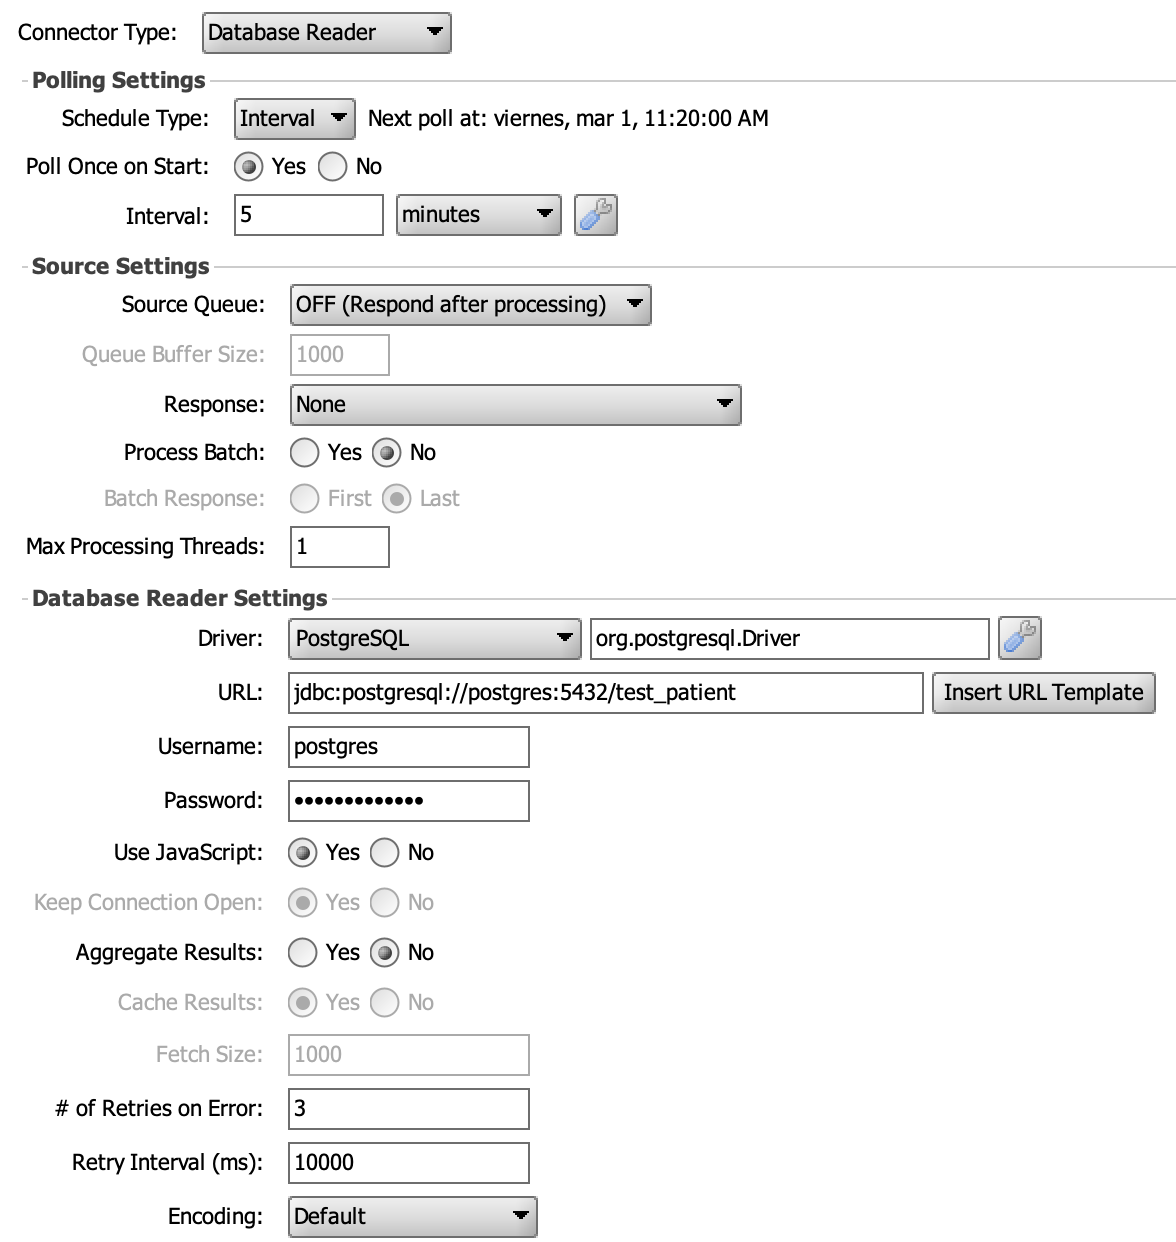 Connector Type: Database Reader
Polling Settings
Schedule Type: Interval Next poll at: viernes, mar 1, 11:20:00 AM
Poll Once on Start: Yes No
Interval: 5 minutes
Source Settings
Source Queue: OFF (Respond after processing)
Queue Buffer Size: 1000
Response: None
Process Batch: Yes No
Batch Response: First Last
Max Processing Threads: 1
Database Reader Settings
Driver: PostgreSQL org.postgresql.Driver
URL: jdbc:postgresql://postgres:5432/test_patient Insert URL Template
Username: postgres
Password: •••••••••••••
Use JavaScript: Yes No
Keep Connection Open: Yes No
Aggregate Results: Yes No
Cache Results: Yes No
Fetch Size: 1000
# of Retries on Error: 3
Retry Interval (ms): 10000
Encoding: Default